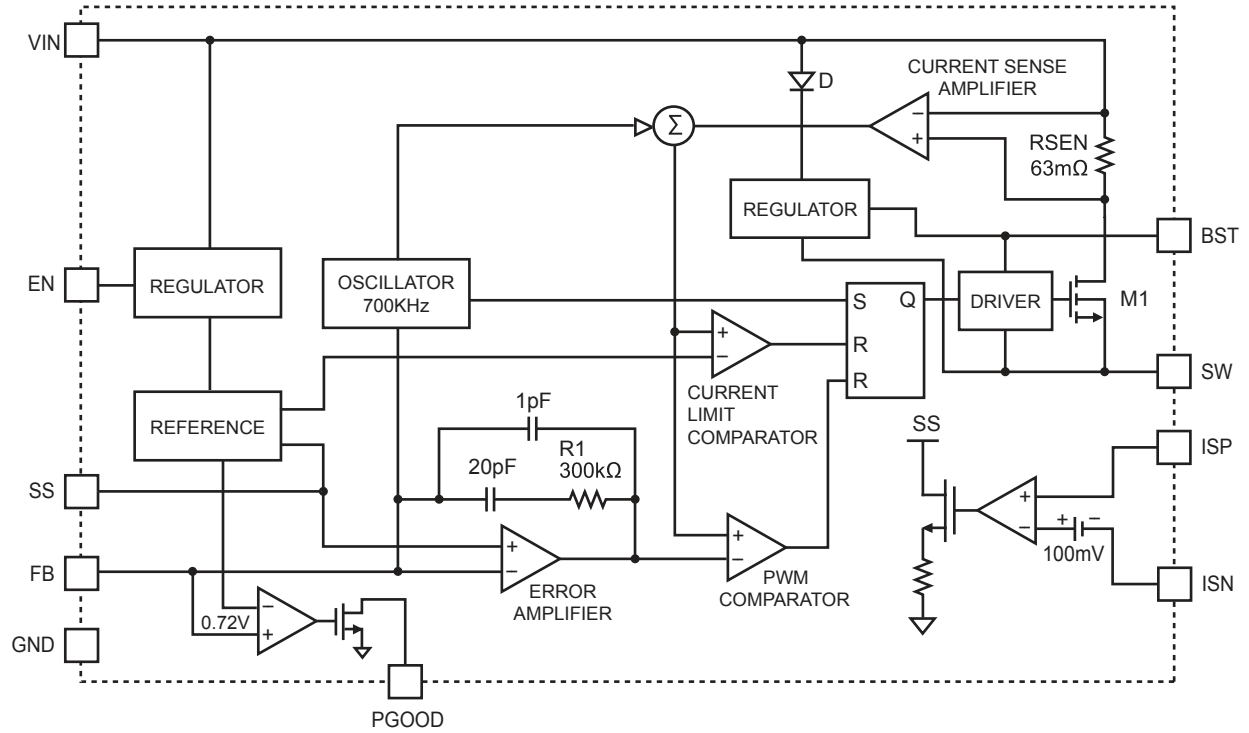 VIN
D
CURRENT SENSE
AMPLIFIER
−
+
Σ
RSEN
63mΩ
REGULATOR
BST
EN
REGULATOR
OSCILLATOR
700KHz
S
Q
R
R
DRIVER
M1
+
−
SW
CURRENT
LIMIT
COMPARATOR
REFERENCE
1pF
20pF
R1
300kΩ
SS
ISP
+
−
+ −
100mV
ISN
SS
FB
+
−
ERROR
AMPLIFIER
+
−
PWM
COMPARATOR
0.72V
−
+
GND
PGOOD